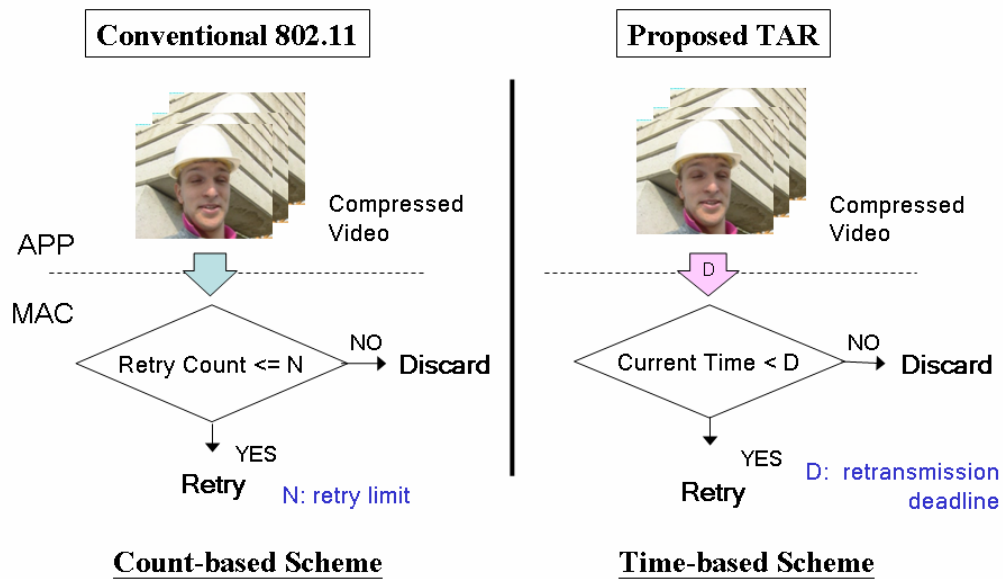 Conventional 802.11
Compressed
Video
APP
MAC
Retry Count <= N
NO
Discard
YES
Retry
N: retry limit
Count-based Scheme
Proposed TAR
Compressed
Video
D
Current Time < D
NO
Discard
YES
Retry
D: retransmission
deadline
Time-based Scheme